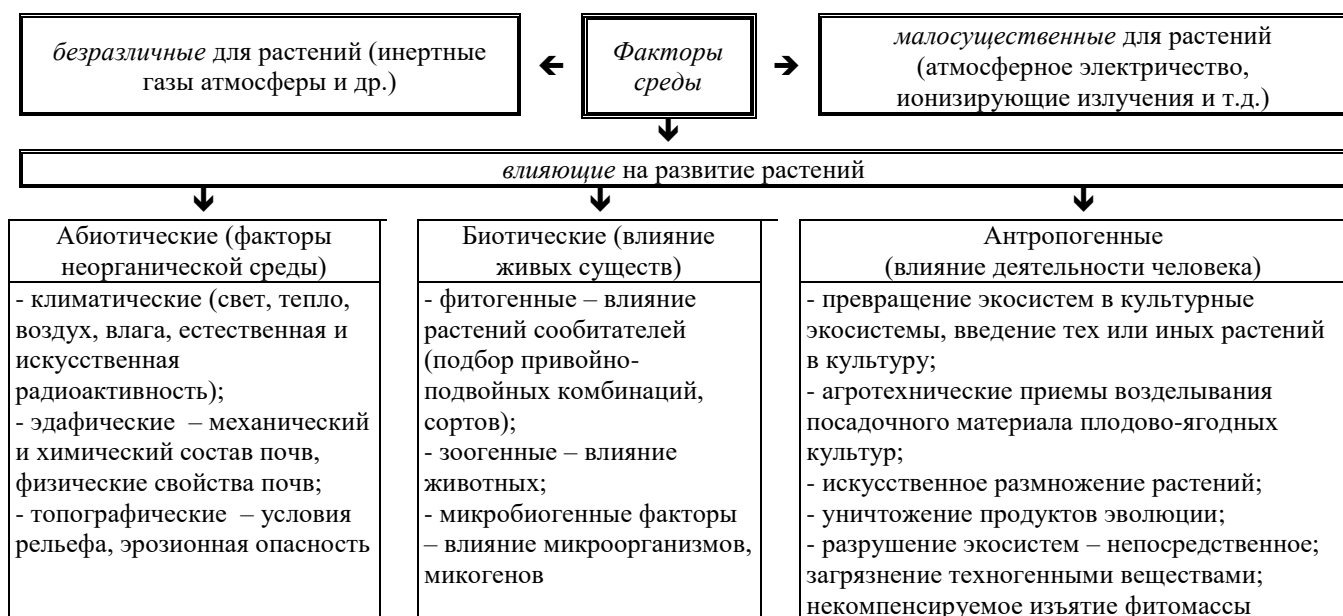 безразличные для растений (инертные
газы атмосферы и др.)
Факторы
среды
малосущественные для растений
(атмосферное электричество,
ионизирующие излучения и т.д.)
влияющие на развитие растений
Абиотические (факторы
неорганической среды)
- климатические (свет, тепло,
воздух, влага, естественная и
искусственная
радиоактивность);
- эдафические – механический
и химический состав почв,
физические свойства почв;
- топографические – условия
рельефа, эрозионная опасность
Биотические (влияние
живых существ)
- фитогенные – влияние
растений сообитателей
(подбор привойно-
подвойных комбинаций,
сортов);
- зоогенные – влияние
животных;
- микробиогенные факторы
– влияние микроорганизмов,
микогенов
Антропогенные
(влияние деятельности человека)
- превращение экосистем в культурные
экосистемы, введение тех или иных растений
в культуру;
- агротехнические приемы возделывания
посадочного материала плодово-ягодных
культур;
- искусственное размножение растений;
- уничтожение продуктов эволюции;
- разрушение экосистем – непосредственное;
загрязнение техногенными веществами;
некомпенсируемое изъятие фитомассы